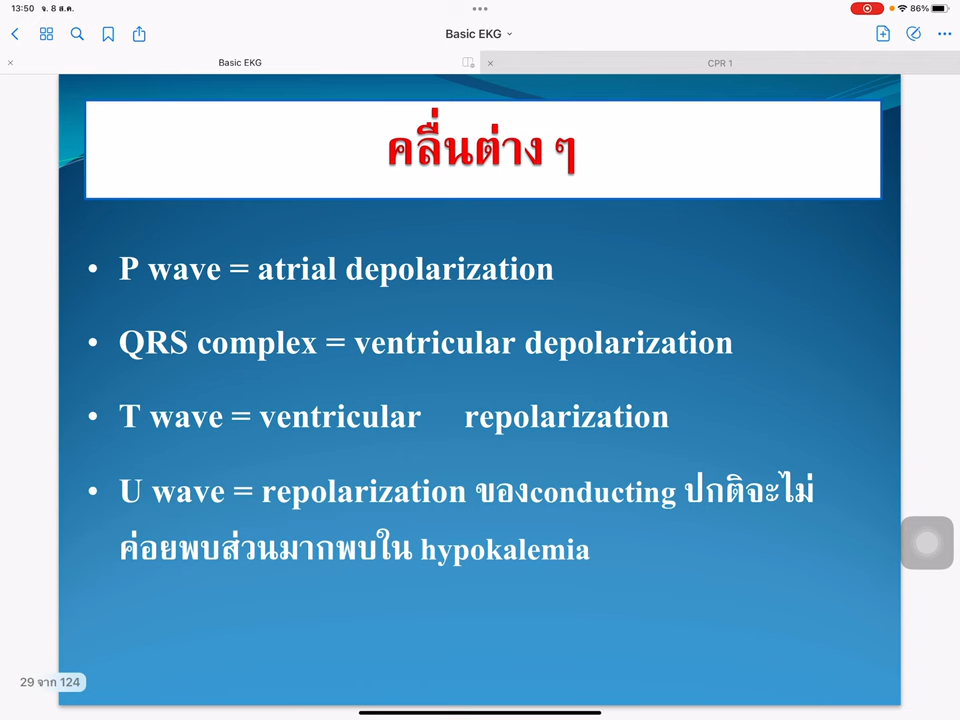 13:50 จ. 8 ส.ค.
86%
Basic EKG
Basic EKG
CPR 1
คลื่นต่าง ๆ
• P wave = atrial depolarization
• QRS complex = ventricular depolarization
• T wave = ventricular repolarization
• U wave = repolarization ของconducting ปกติจะไม่
ค่อยพบส่วนมากพบใน hypokalemia
29 จาก 124